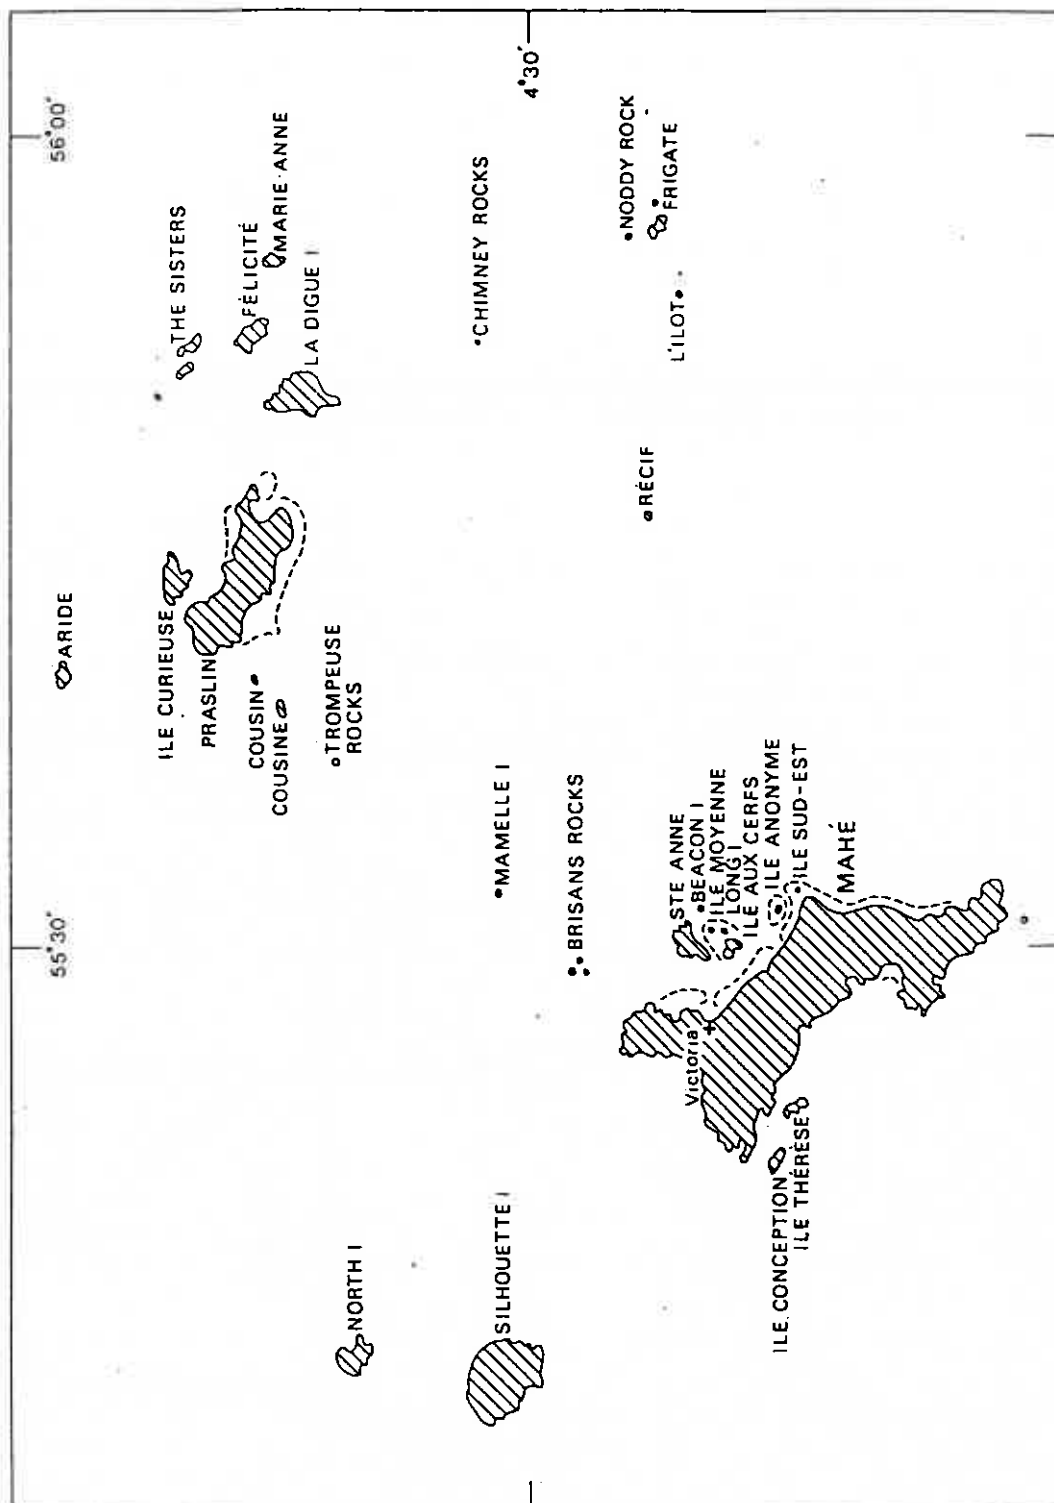 55°30'
56°00'
4°30'
ARIDE
THE SISTERS
ILE CURIEUSE
PRASLIN
FÉLICITÉ
MARIE-ANNE
COUSIN
COUSINE
LA DIGUE I
TROMPEUSE
ROCKS
NORTH I
CHIMNEY ROCKS
MAMELLE I
SILHOUETTE I
BRISANS ROCKS
NODDY ROCK
FRIGATE
RÉCIF
L'ILOT
STE ANNE
BEACON I
ILE MOYENNE
LONG I
ILE AUX CERFS
ILE ANONYME
ILE SUD-EST
Victoria
MAHÉ
ILE CONCEPTION
ILE THÉRÈSE